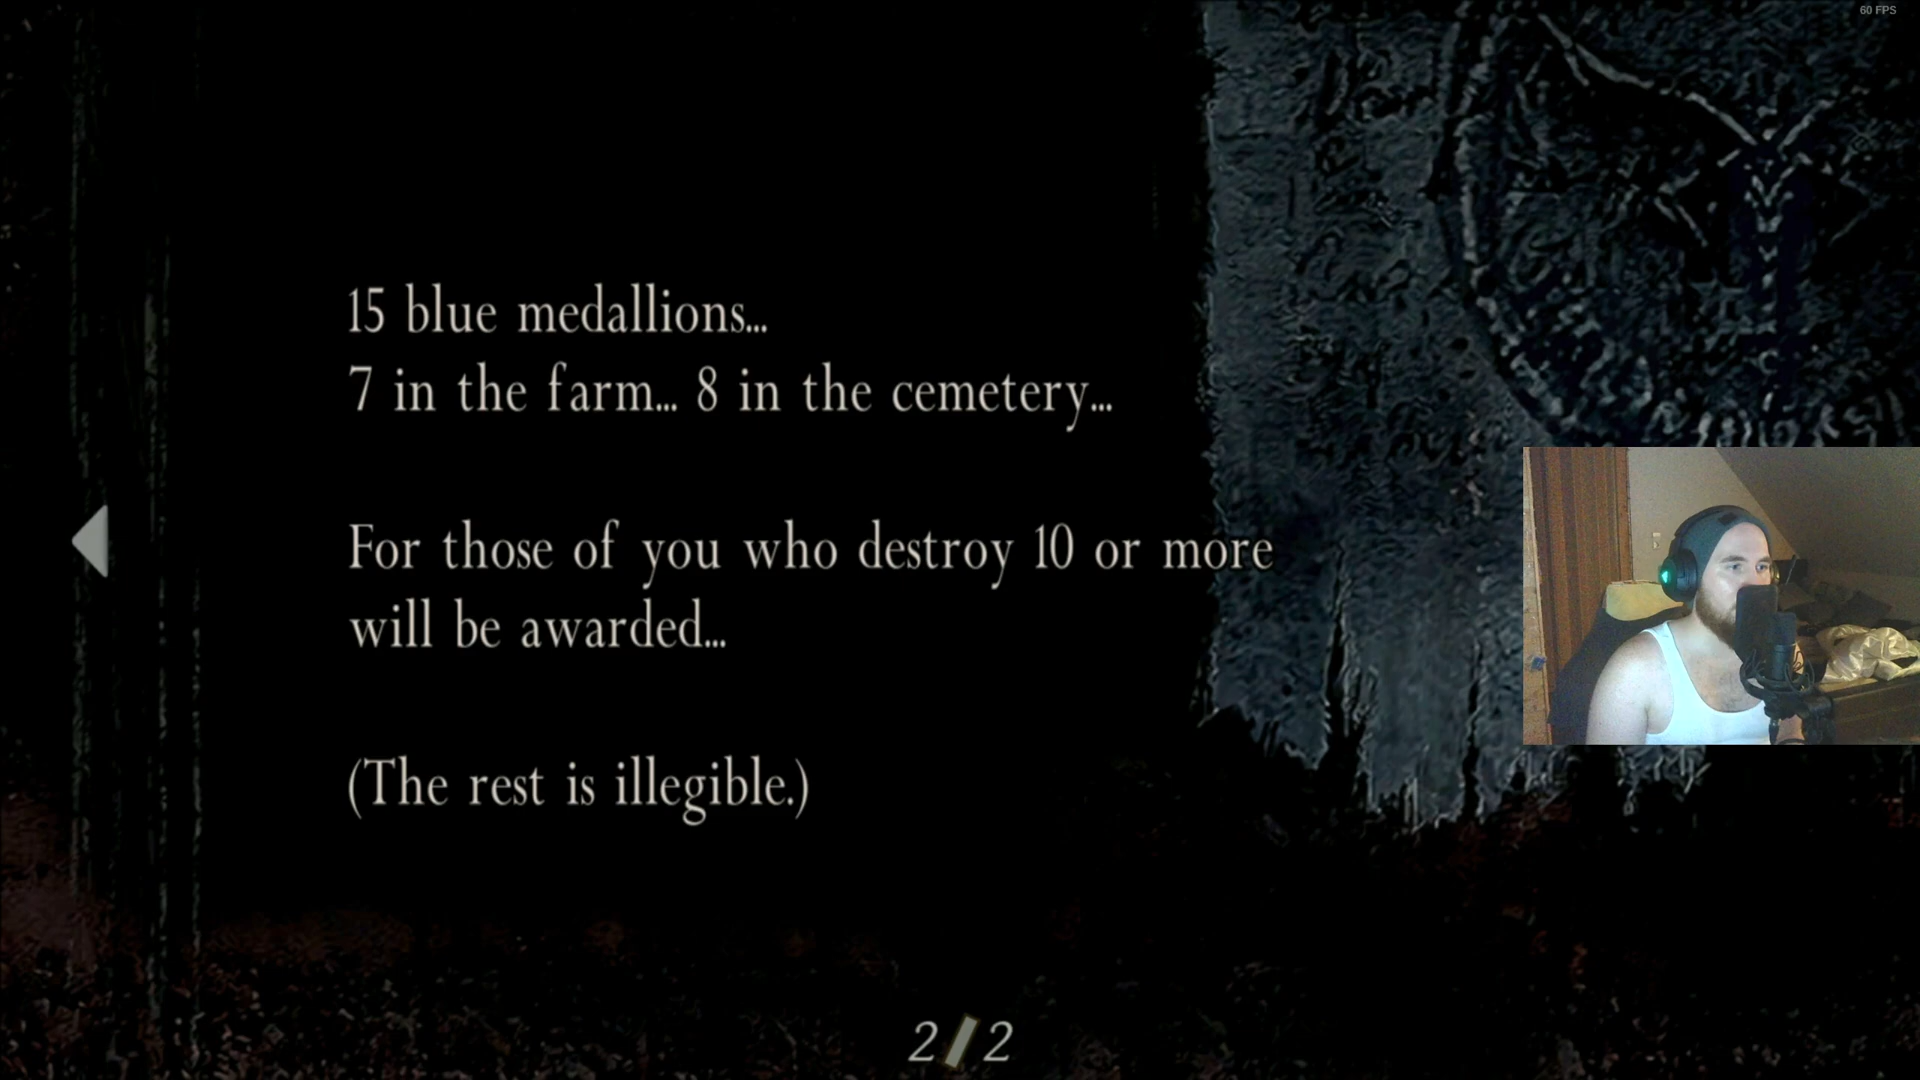 60 FPS
15 blue medallions...
7 in the farm... 8 in the cemetery...
For those of you who destroy 10 or more
will be awarded...
(The rest is illegible.)
2/2